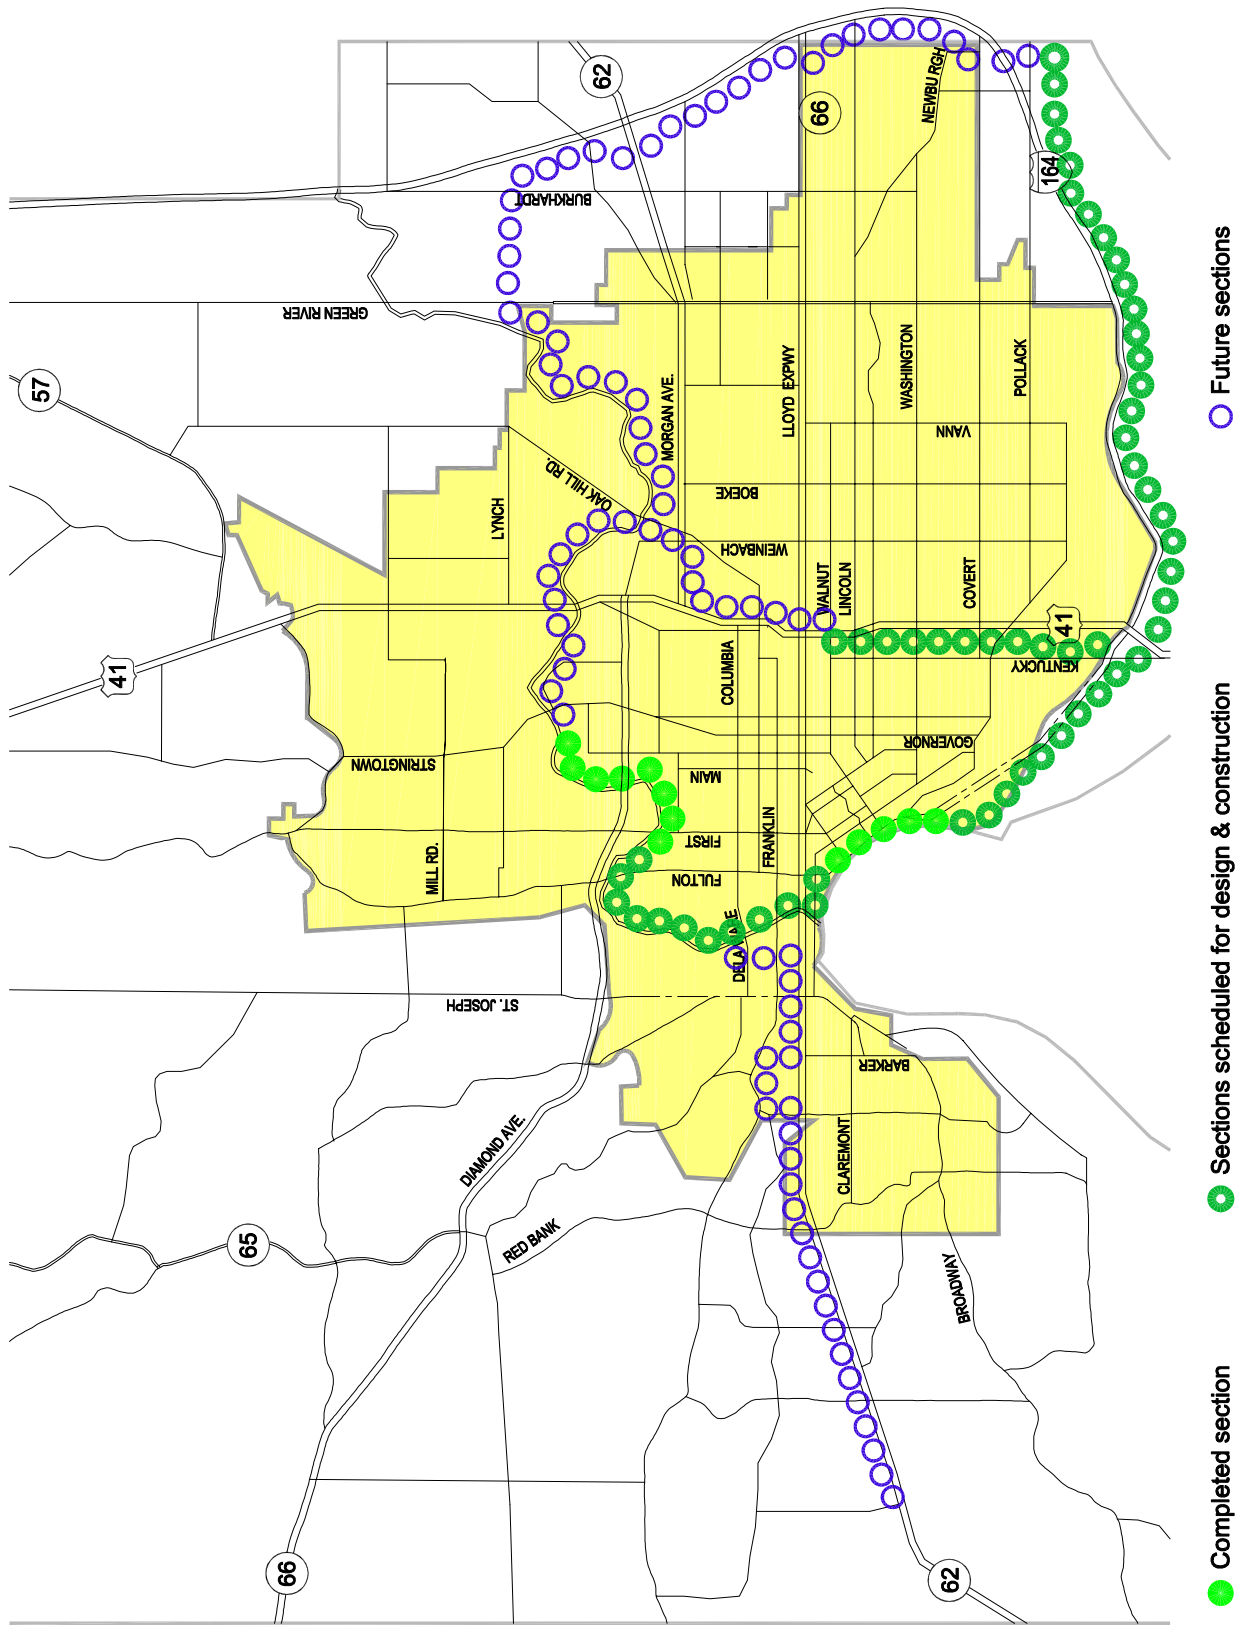 62
66
NEWBU RGH
164
BURKHARDT
GREEN RIVER
57
MORGAN AVE.
LLOYD EXPWY
WASHINGTON
POLLACK
VANN
OAK HILL RD.
BOEKE
LYNCH
WEINBACH
WALNUT
LINCOLN
COVERT
41
41
KENTUCKY
COLUMBIA
GOVERNOR
STRINGTOWN
MAIN
FRANKLIN
FIRST
MILL RD.
FULTON
ST. JOSEPH
BARKER
DIAMOND AVE.
CLAREMONT
RED BANK
65
BROADWAY
66
62
Completed section
Sections scheduled for design & construction
Future sections